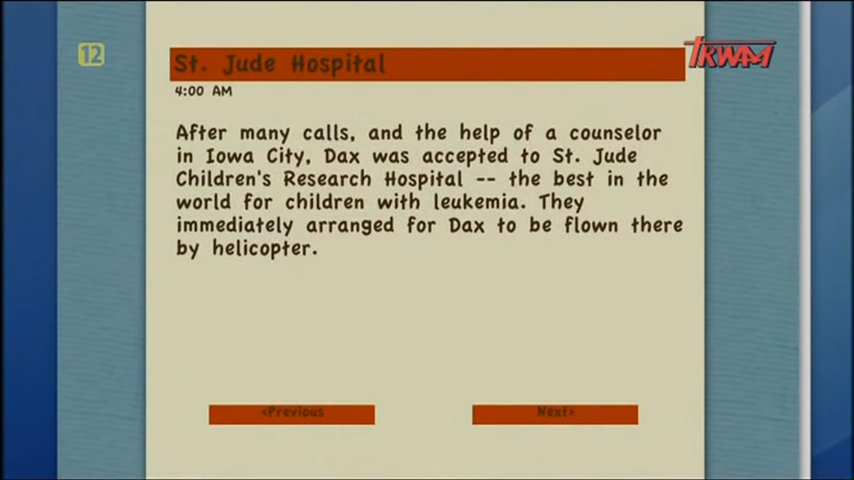 12
TRWAM
St. Jude Hospital
4:00 AM
After many calls, and the help of a counselor
in Iowa City, Dax was accepted to St. Jude
Children's Research Hospital -- the best in the
world for children with leukemia. They
immediately arranged for Dax to be flown there
by helicopter.
<Previous
Next>